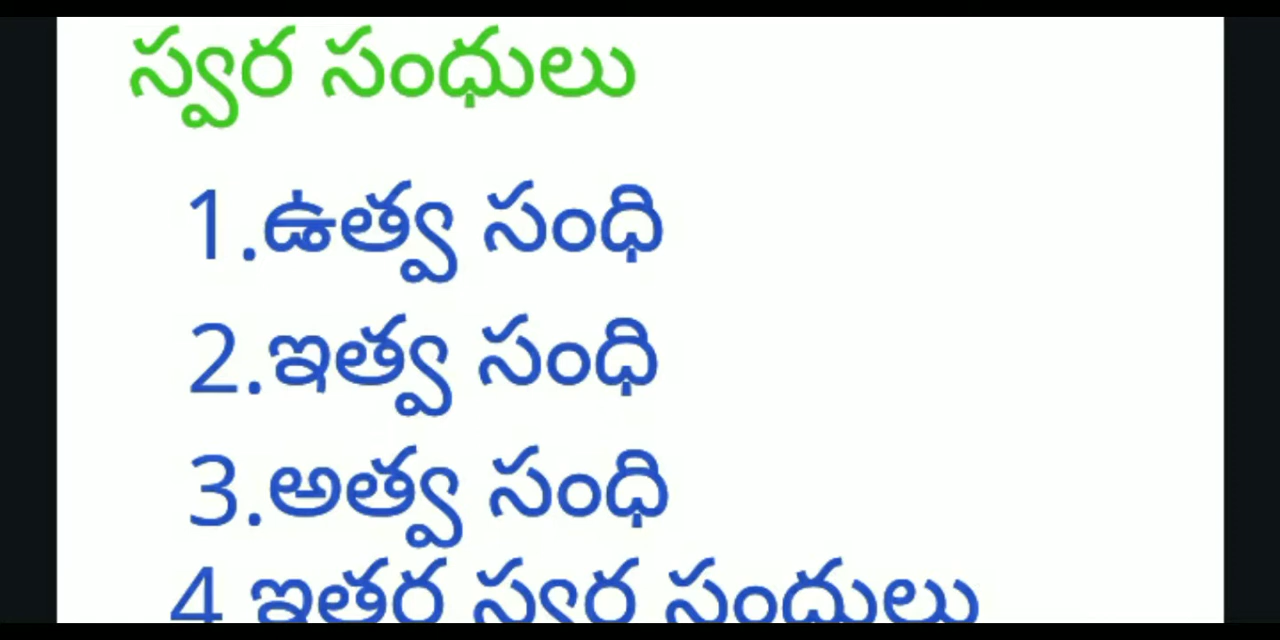 స్వర సంధులు
1.ఉత్వ సంధి
2.ఇత్వ సంధి
3.అత్వ సంధి
4 ఇతర స్వర సంధులు